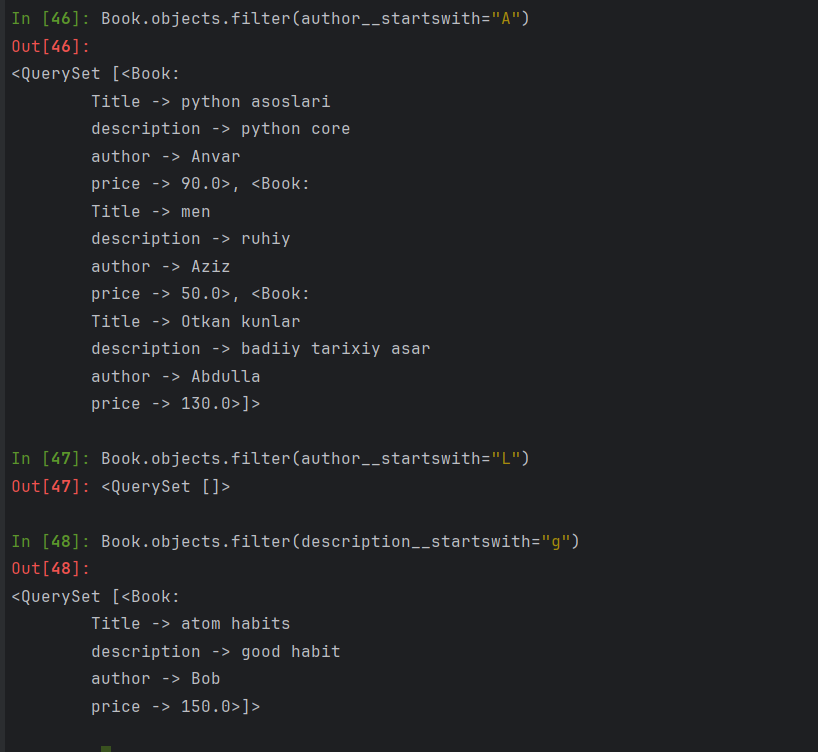 In [46]: Book.objects.filter(author__startswith="A")
Out[46]:
<QuerySet [<Book:
        Title -> python asoslari
        description -> python core
        author -> Anvar
        price -> 90.0>, <Book:
        Title -> men
        description -> ruhiy
        author -> Aziz
        price -> 50.0>, <Book:
        Title -> Otkan kunlar
        description -> badiiy tarixiy asar
        author -> Abdulla
        price -> 130.0>]>

In [47]: Book.objects.filter(author__startswith="L")
Out[47]: <QuerySet []>

In [48]: Book.objects.filter(description__startswith="g")
Out[48]:
<QuerySet [<Book:
        Title -> atom habits
        description -> good habit
        author -> Bob
        price -> 150.0>]>